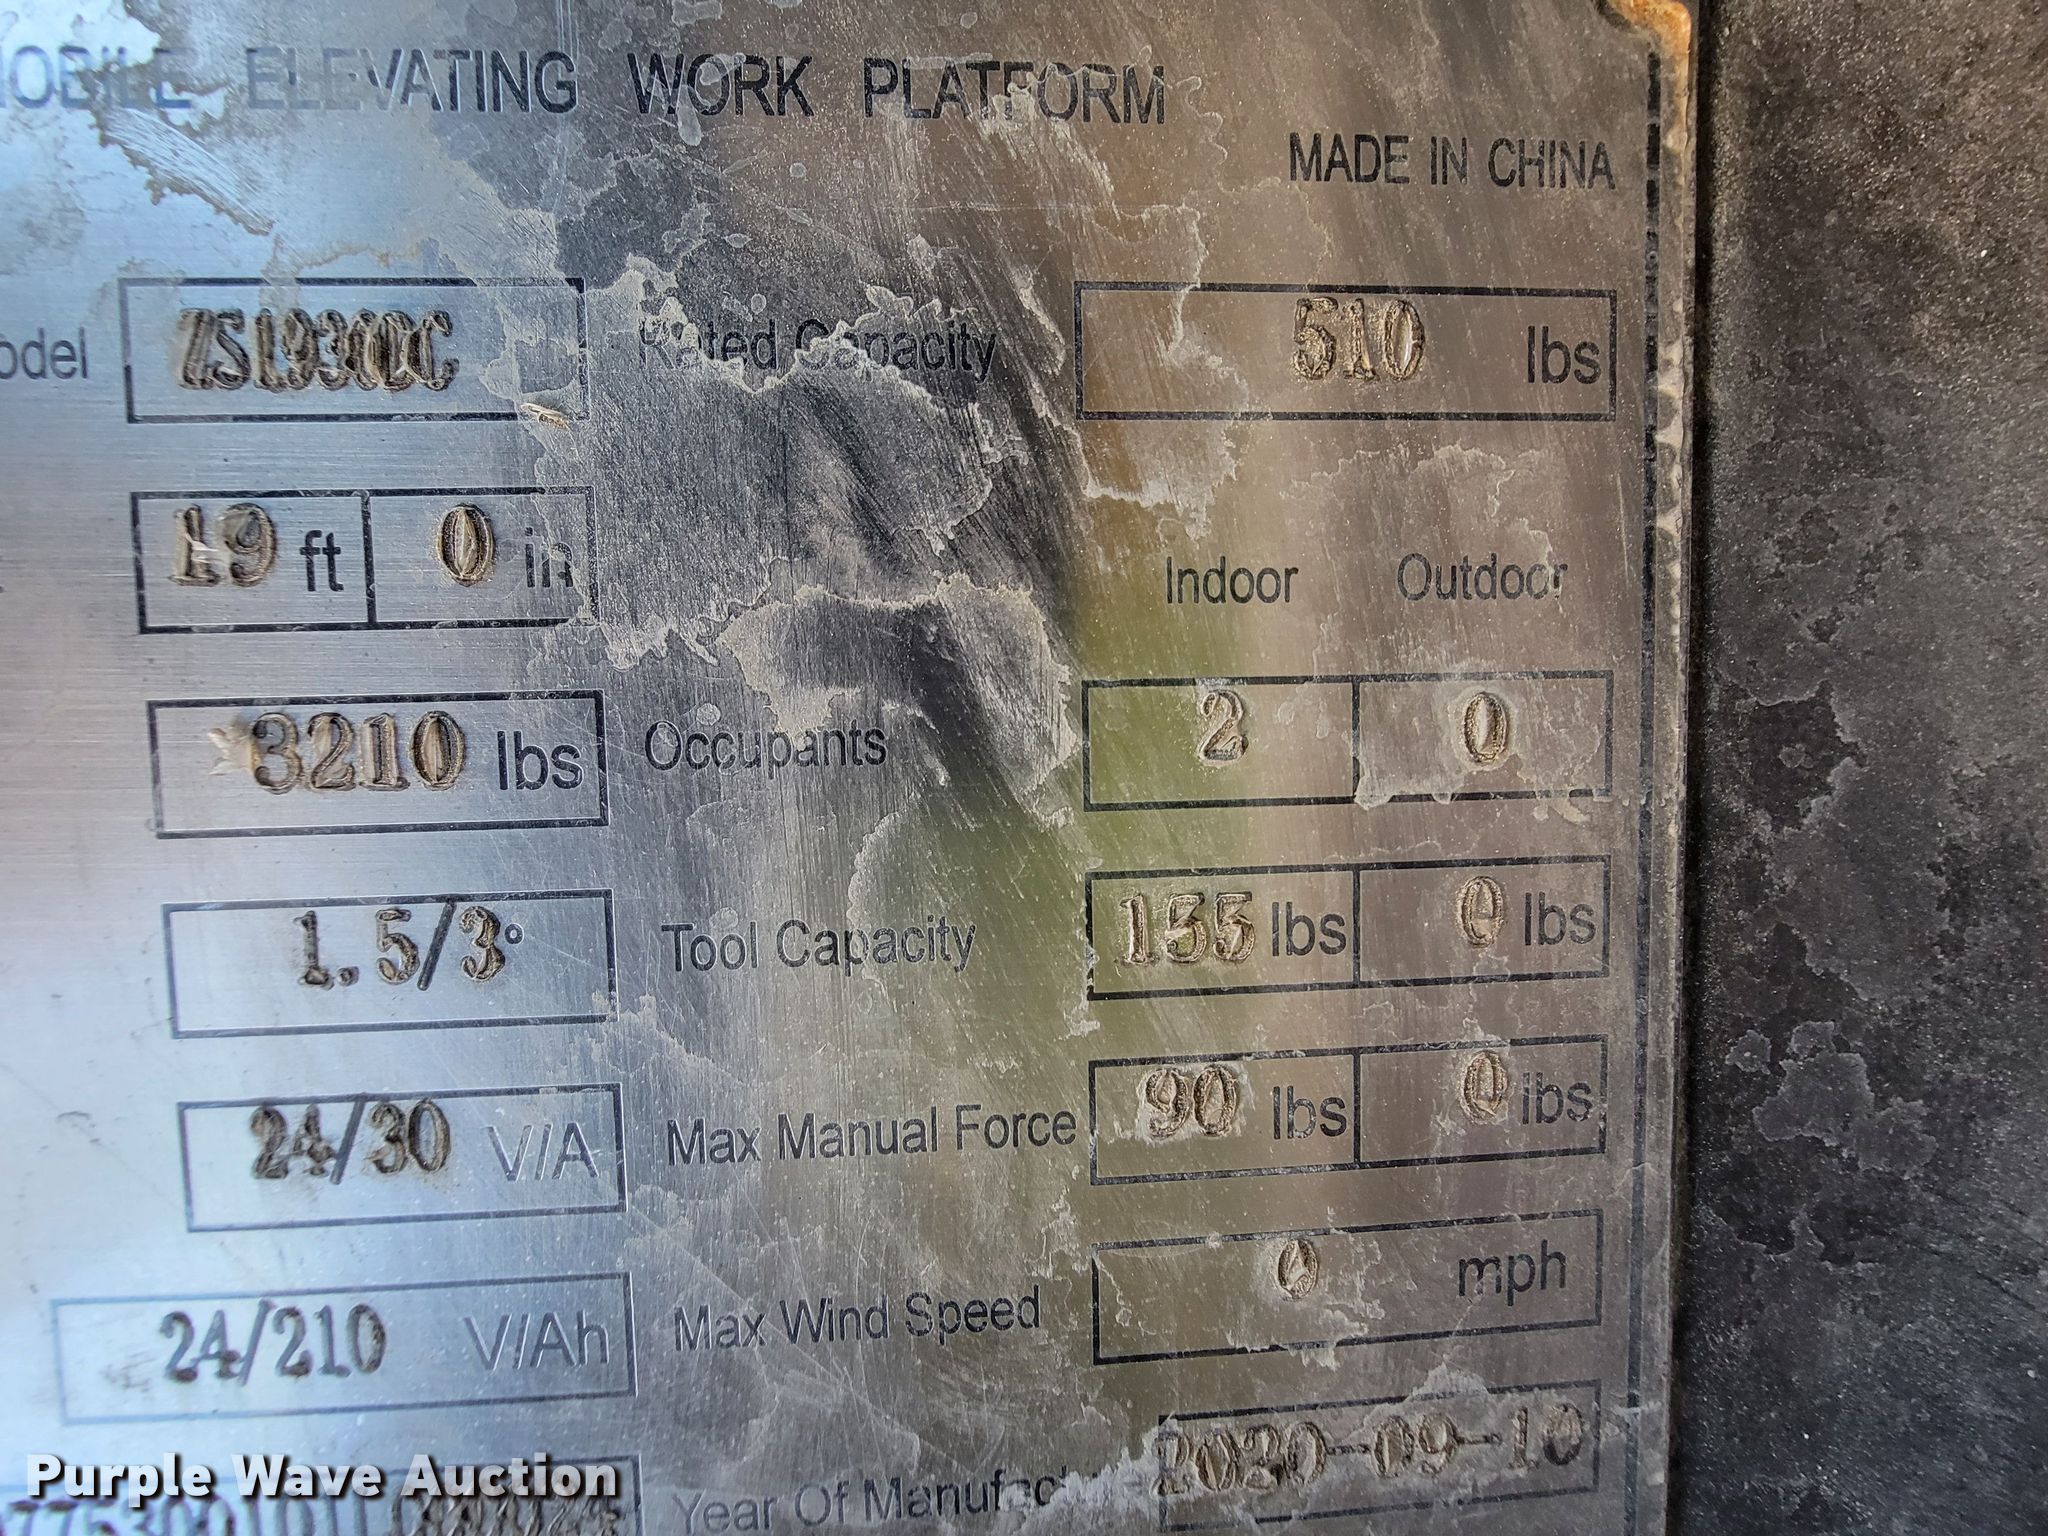 MOBILE ELEVATING WORK PLATFORM
MADE IN CHINA
odel ZS1930DC Rated Capacity 510 lbs
19 ft 0 in
Indoor Outdoor
3210 lbs Occupants 2 0
1.5/3° Tool Capacity 155 lbs 0 lbs
24/30 V/A Max Manual Force 90 lbs 0 lbs
24/210 V/Ah Max Wind Speed 0 mph
Year Of Manufact 2020-09-10
Purple Wave Auction